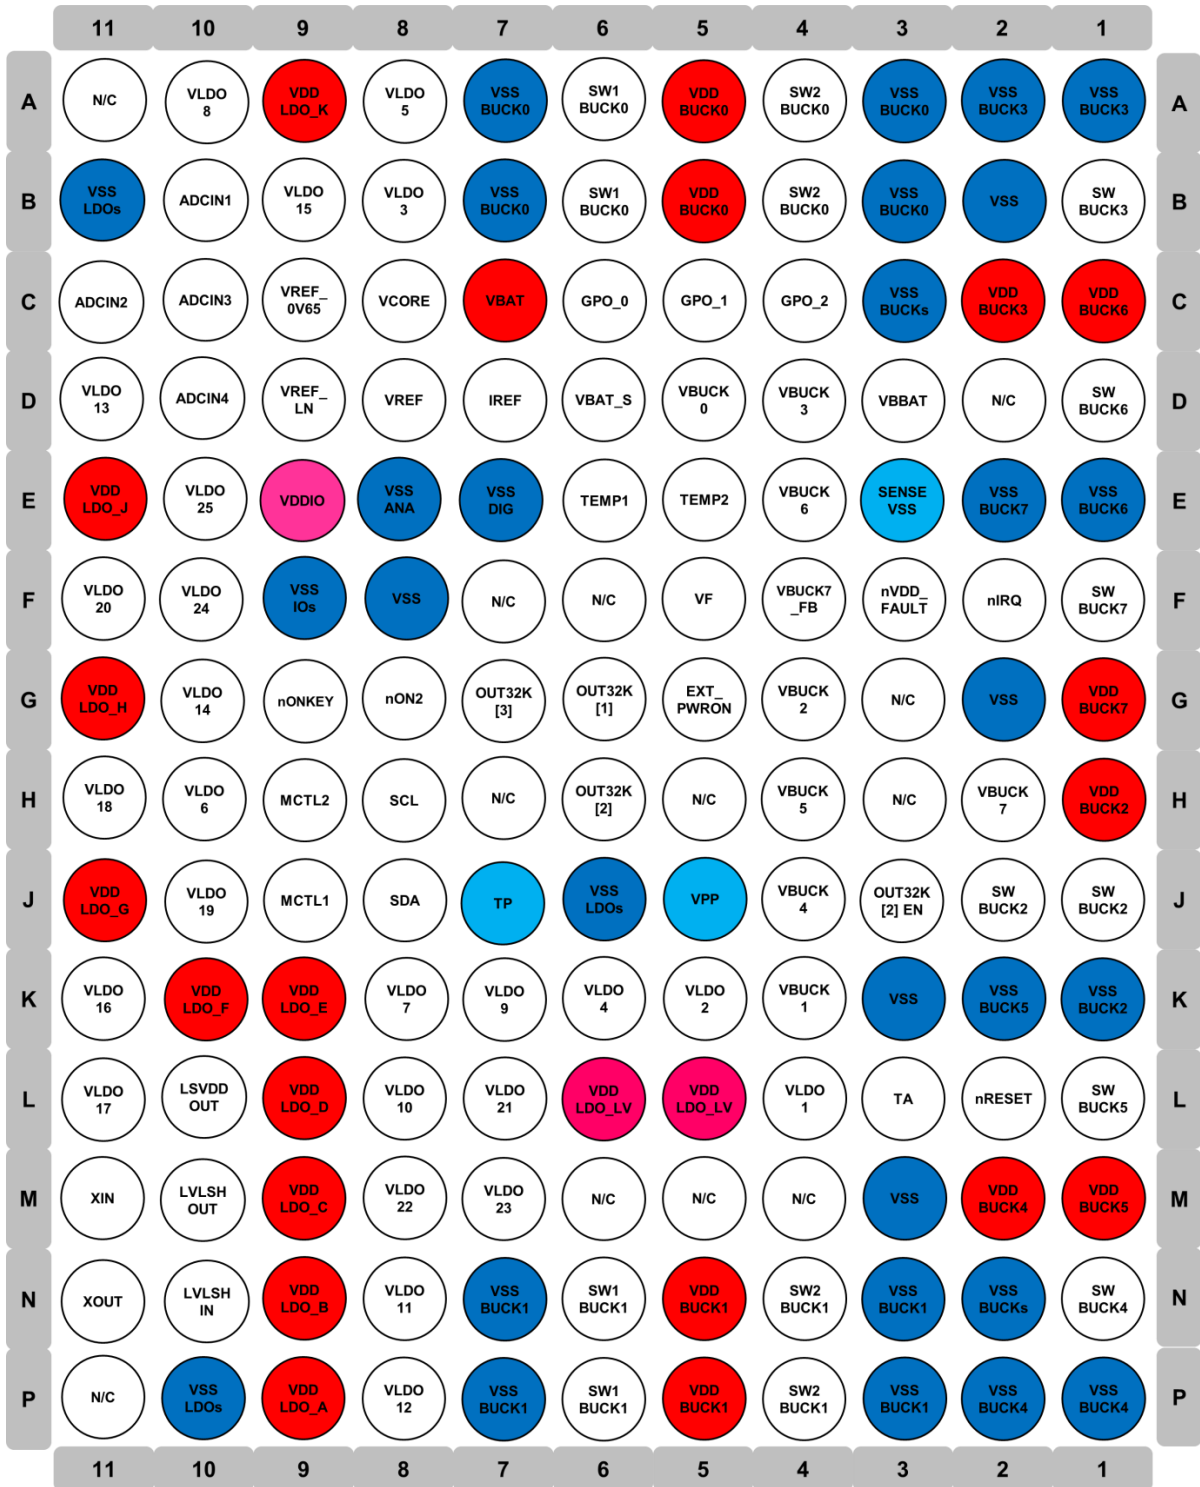 11 10 9 8 7 6 5 4 3 2 1
A N/C VLDO 8 VDD LDO_K VLDO 5 VSS BUCK0 SW1 BUCK0 VDD BUCK0 SW2 BUCK0 VSS BUCK0 VSS BUCK3 VSS BUCK3 A
B VSS LDOs ADCIN1 VLDO 15 VLDO 3 VSS BUCK0 SW1 BUCK0 VDD BUCK0 SW2 BUCK0 VSS BUCK0 VSS SW BUCK3 B
C ADCIN2 ADCIN3 VREF_ 0V65 VCORE VBAT GPO_0 GPO_1 GPO_2 VSS BUCKs VDD BUCK3 VDD BUCK6 C
D VLDO 13 ADCIN4 VREF_ LN VREF IREF VBAT_S VBUCK 0 VBUCK 3 VBBAT N/C SW BUCK6 D
E VDD LDO_J VLDO 25 VDDIO VSS ANA VSS DIG TEMP1 TEMP2 VBUCK 6 SENSE VSS VSS BUCK7 VSS BUCK6 E
F VLDO 20 VLDO 24 VSS IOs VSS N/C N/C VF VBUCK7 _FB nVDD_ FAULT nIRQ SW BUCK7 F
G VDD LDO_H VLDO 14 nONKEY nON2 OUT32K [3] OUT32K [1] EXT_ PWRON VBUCK 2 N/C VSS VDD BUCK7 G
H VLDO 18 VLDO 6 MCTL2 SCL N/C OUT32K [2] N/C VBUCK 5 N/C VBUCK 7 VDD BUCK2 H
J VDD LDO_G VLDO 19 MCTL1 SDA TP VSS LDOs VPP VBUCK 4 OUT32K [2] EN SW BUCK2 SW BUCK2 J
K VLDO 16 VDD LDO_F VDD LDO_E VLDO 7 VLDO 9 VLDO 4 VLDO 2 VBUCK 1 VSS VSS BUCK5 VSS BUCK2 K
L VLDO 17 LSVDD OUT VDD LDO_D VLDO 10 VLDO 21 VDD LDO_LV VDD LDO_LV VLDO 1 TA nRESET SW BUCK5 L
M XIN LVLSH OUT VDD LDO_C VLDO 22 VLDO 23 N/C N/C N/C VSS VDD BUCK4 VDD BUCK5 M
N XOUT LVLSH IN VDD LDO_B VLDO 11 VSS BUCK1 SW1 BUCK1 VDD BUCK1 SW2 BUCK1 VSS BUCK1 VSS BUCKs SW BUCK4 N
P N/C VSS LDOs VDD LDO_A VLDO 12 VSS BUCK1 SW1 BUCK1 VDD BUCK1 SW2 BUCK1 VSS BUCK1 VSS BUCK4 VSS BUCK4 P
11 10 9 8 7 6 5 4 3 2 1